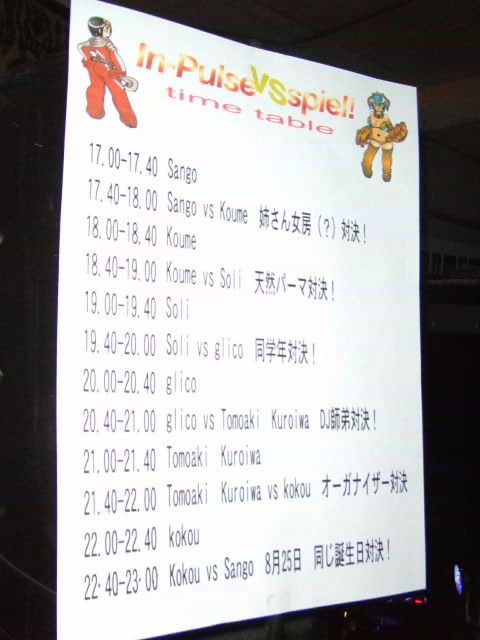 In-Pulse VS spiel!
time table
17.00-17.40 Sango
17.40-18.00 Sango vs Koume 姉さん女房(?)対決!
18.00-18.40 Koume
18.40-19.00 Koume vs Soli 天然パーマ対決!
19.00-19.40 Soli
19.40-20.00 Soli vs glico 同学年対決!
20.00-20.40 glico
20.40-21.00 glico vs Tomoaki Kuroiwa DJ師弟対決!
21.00-21.40 Tomoaki Kuroiwa
21.40-22.00 Tomoaki Kuroiwa vs kokou オーガナイザー対決
22.00-22.40 kokou
22.40-23.00 Kokou vs Sango 8月25日 同じ誕生日対決!